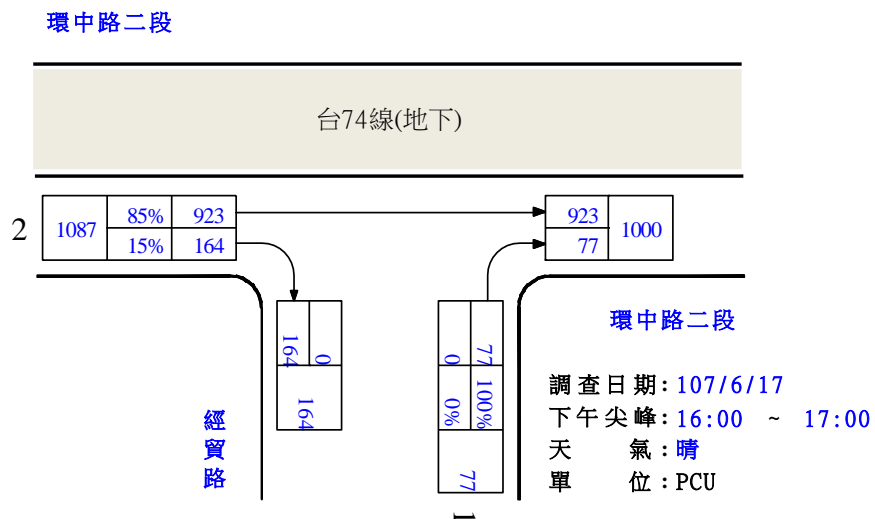 環中路二段
台74線(地下)
2
1087 85% 923
15% 164
923 1000
77
環中路二段
164 0
164
0 77
0% 100%
77
1
經貿路
調查日期:107/6/17
下午尖峰:16:00 ~ 17:00
天 氣:晴
單 位:PCU